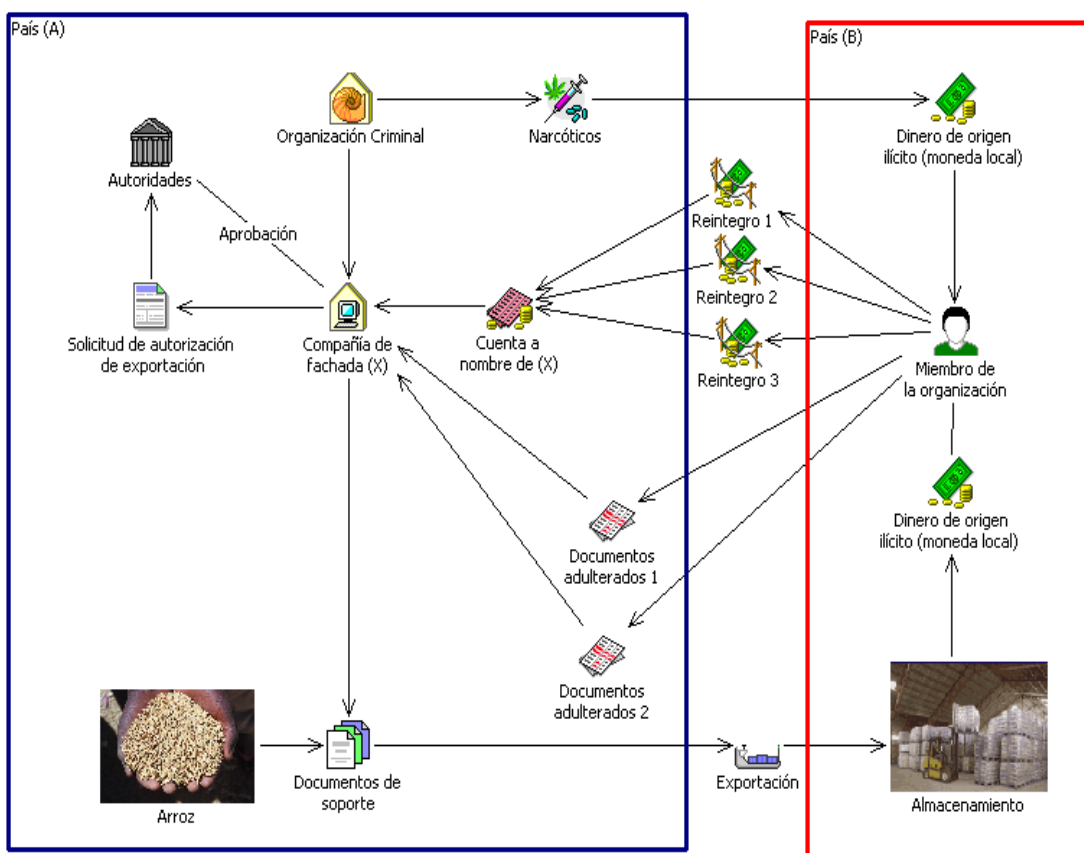 País (A)
País (B)
Organización Criminal
Narcóticos
Dinero de origen
ilícito (moneda local)
Autoridades
Aprobación
Reintegro 1
Reintegro 2
Reintegro 3
Solicitud de autorización
de exportación
Compañía de
fachada (X)
Cuenta a
nombre de (X)
Miembro de
la organización
Dinero de origen
ilícito (moneda local)
Documentos
adulterados 1
Documentos
adulterados 2
Arroz
Documentos de
soporte
Exportación
Almacenamiento